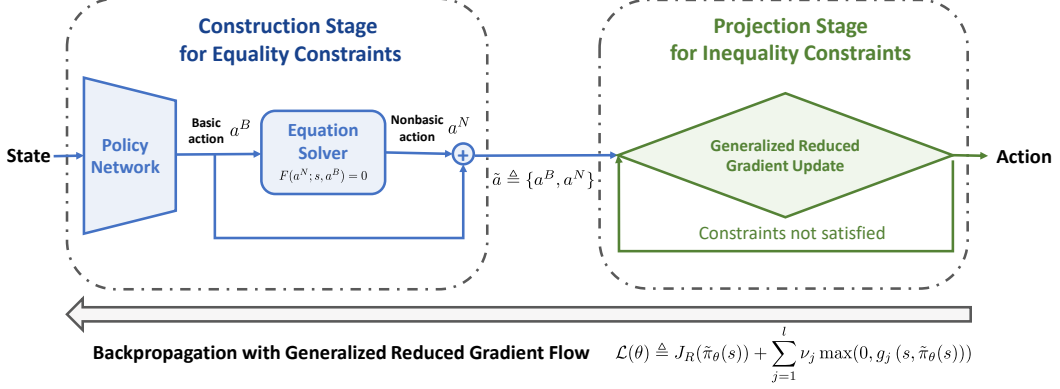 Construction Stage
for Equality Constraints
Projection Stage
for Inequality Constraints
State
Policy
Network
Basic
action a^B
Equation
Solver
F(a^N; s, a^B) = 0
Nonbasic
action a^N
+
ã ≜ {a^B, a^N}
Generalized Reduced
Gradient Update
Constraints not satisfied
Action
Backpropagation with Generalized Reduced Gradient Flow
ℒ(θ) ≜ J_R(π̃_θ(s)) + ∑_{j=1}^{l} ν_j max(0, g_j (s, π̃_θ(s)))